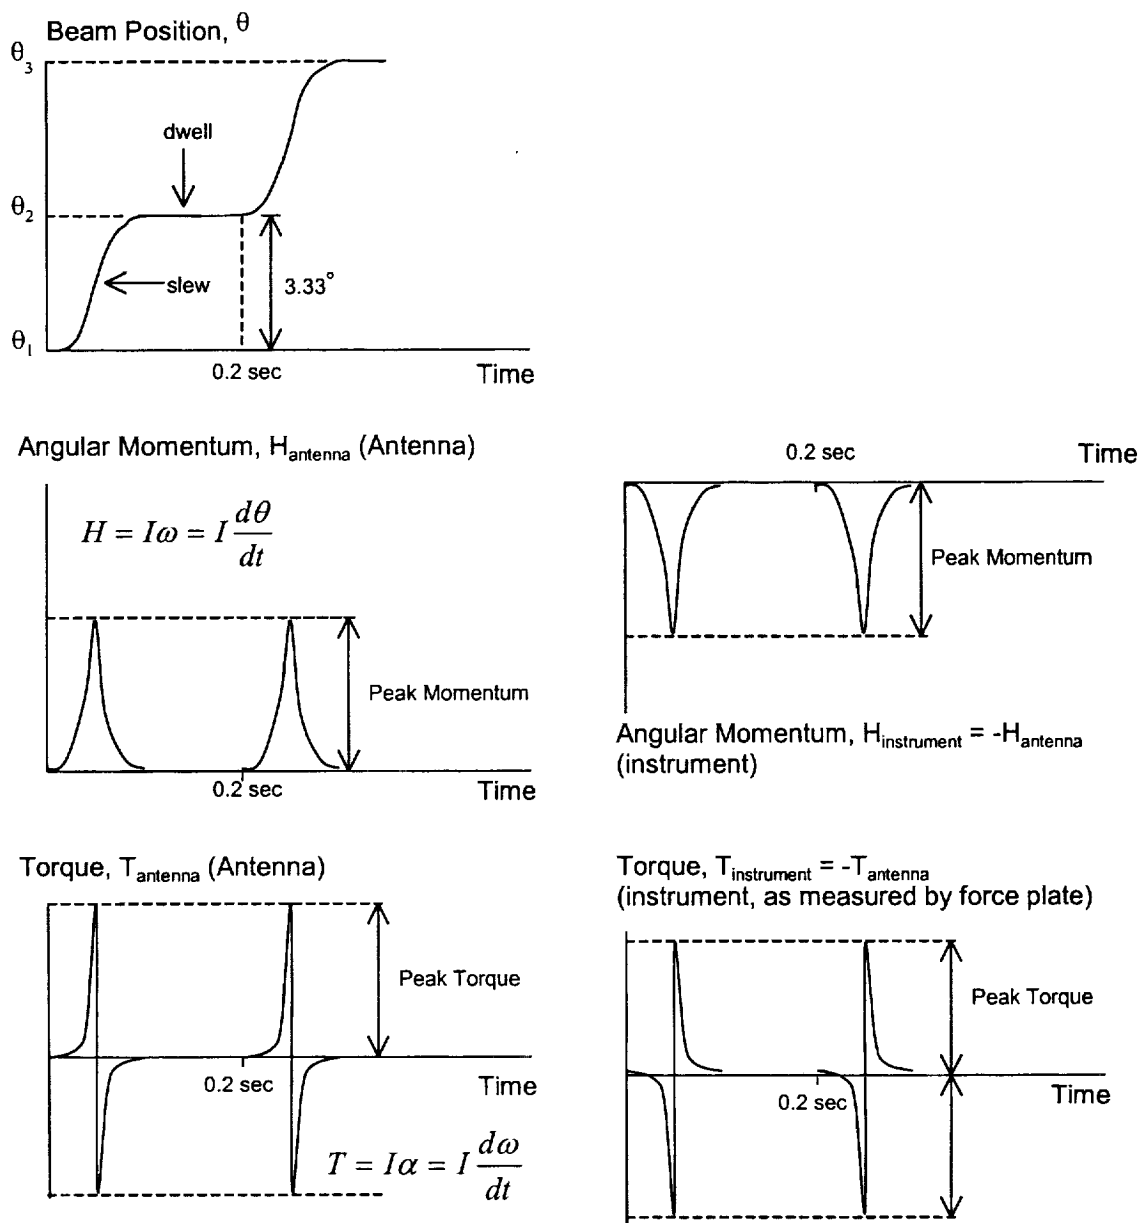 Beam Position, θ
θ3
dwell
θ2
slew
3.33°
θ1
0.2 sec
Time
Angular Momentum, Hantenna (Antenna)
H = Iω = I dθ/dt
Peak Momentum
0.2 sec
Time
0.2 sec
Time
Peak Momentum
Angular Momentum, Hinstrument = -Hantenna
(instrument)
Torque, Tantenna (Antenna)
Peak Torque
0.2 sec
Time
T = Iα = I dω/dt
Torque, Tinstrument = -Tantenna
(instrument, as measured by force plate)
Peak Torque
0.2 sec
Time